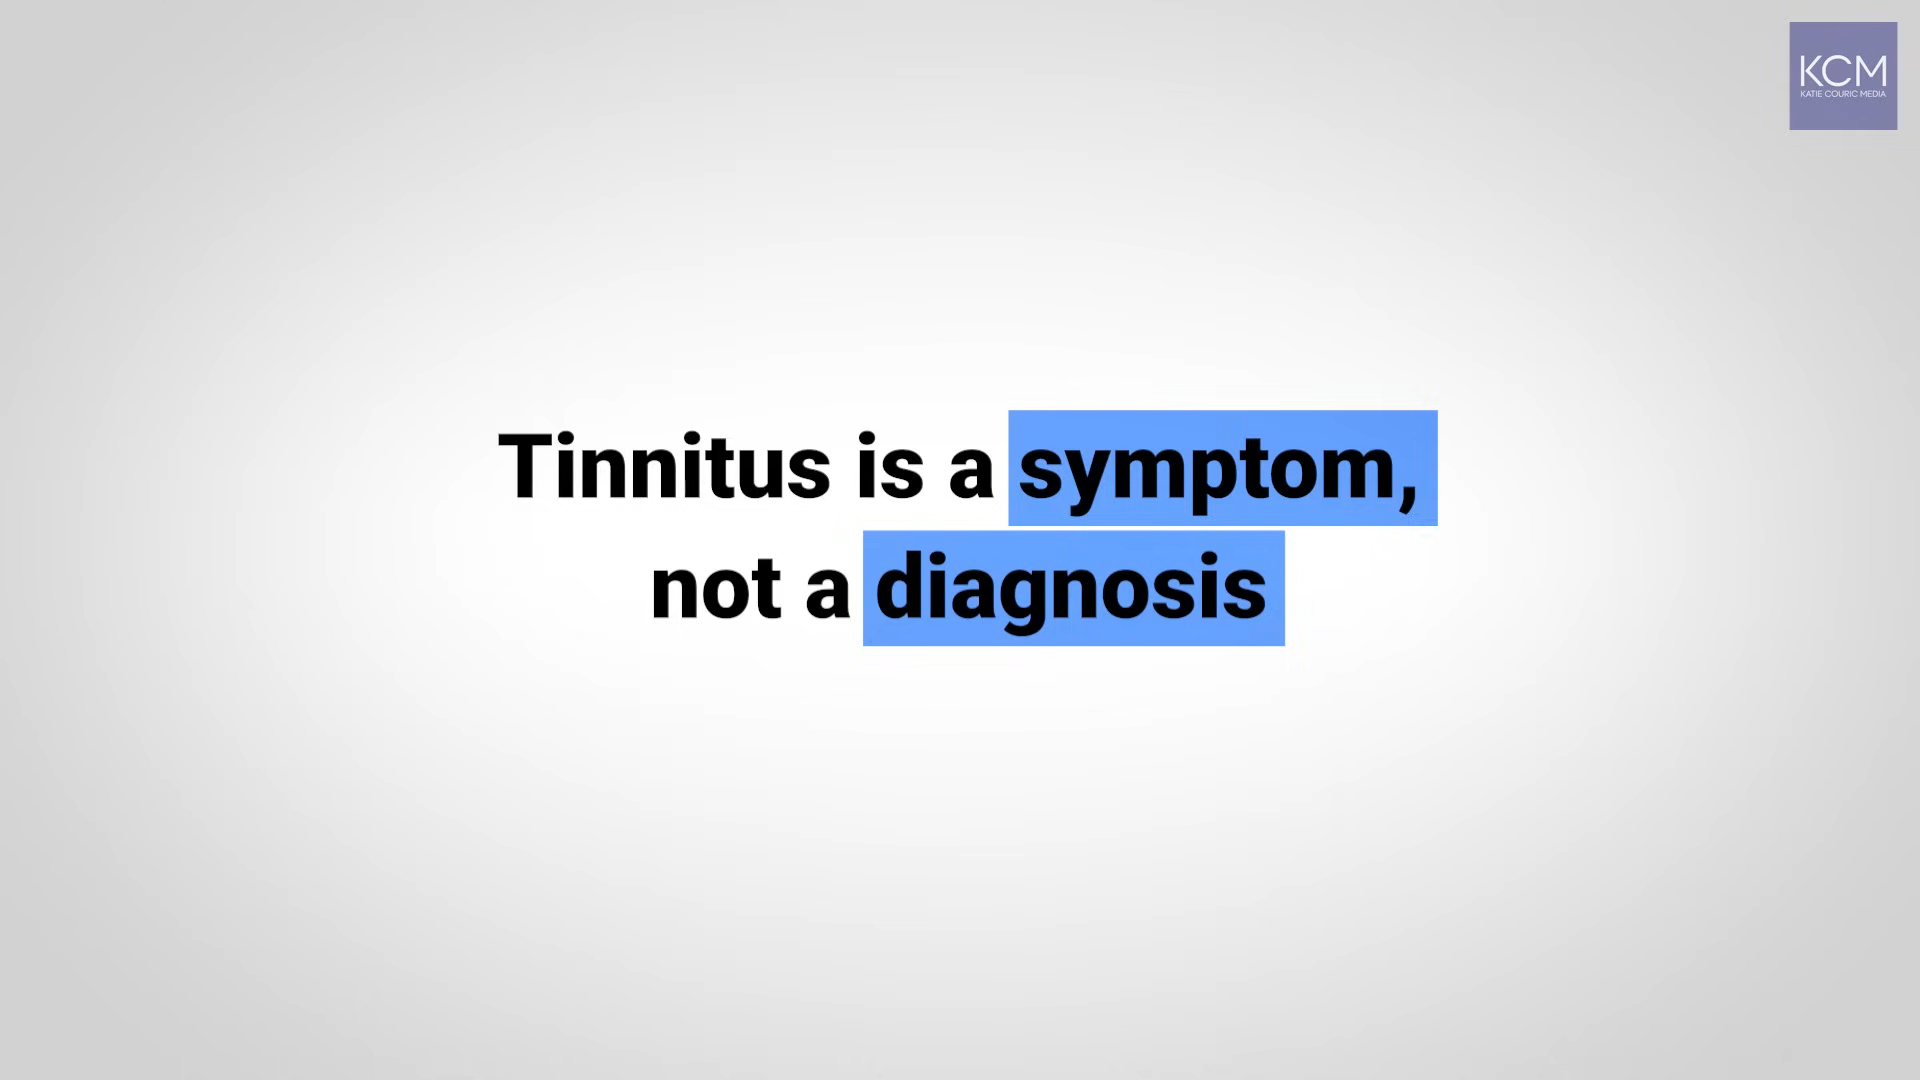 KCM
KATIE COURIC MEDIA
Tinnitus is a symptom,
not a diagnosis